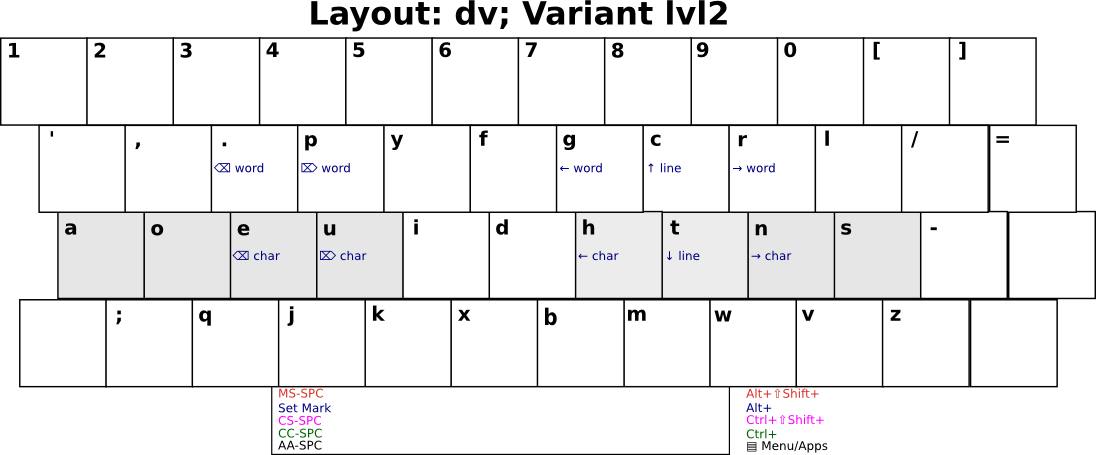 Layout: dv; Variant lvl2
1 2 3 4 5 6 7 8 9 0 [ ]
' , . p y f g c r l / =
⌫ word ⌦ word ← word ↑ line → word
a o e u i d h t n s -
⌫ char ⌦ char ← char ↓ line → char
; q j k x b m w v z
MS-SPC Alt+⇧Shift+
Set Mark Alt+
CS-SPC Ctrl+⇧Shift+
CC-SPC Ctrl+
AA-SPC ▤ Menu/Apps